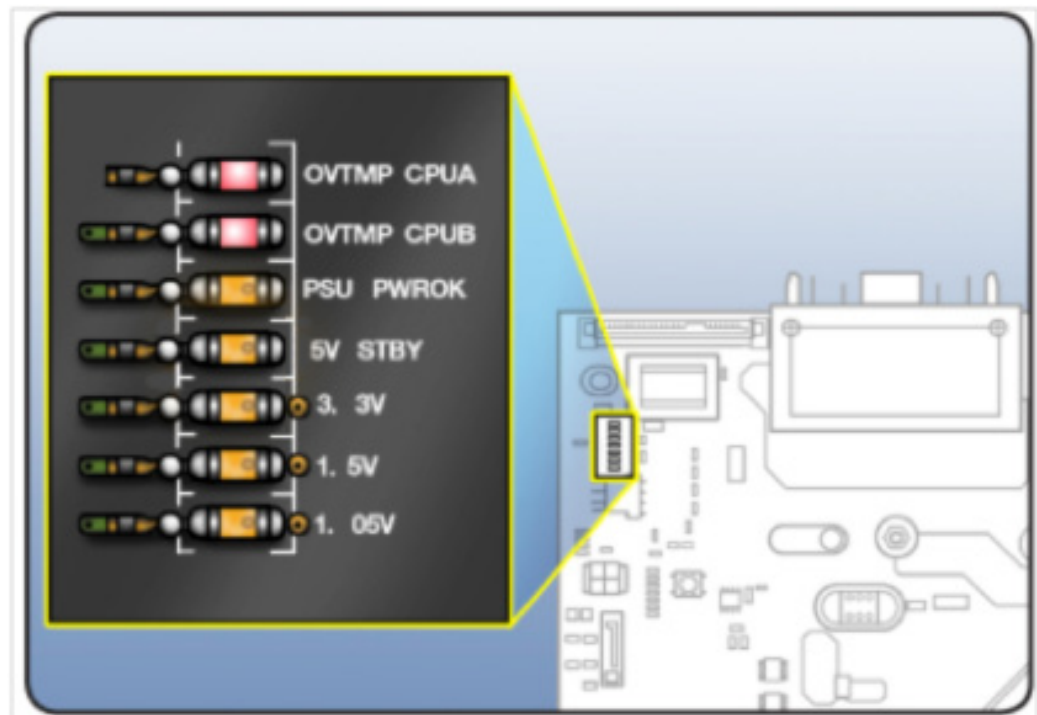 OVTMP CPUA
OVTMP CPUB
PSU PWROK
5V STBY
3. 3V
1. 5V
1. 05V